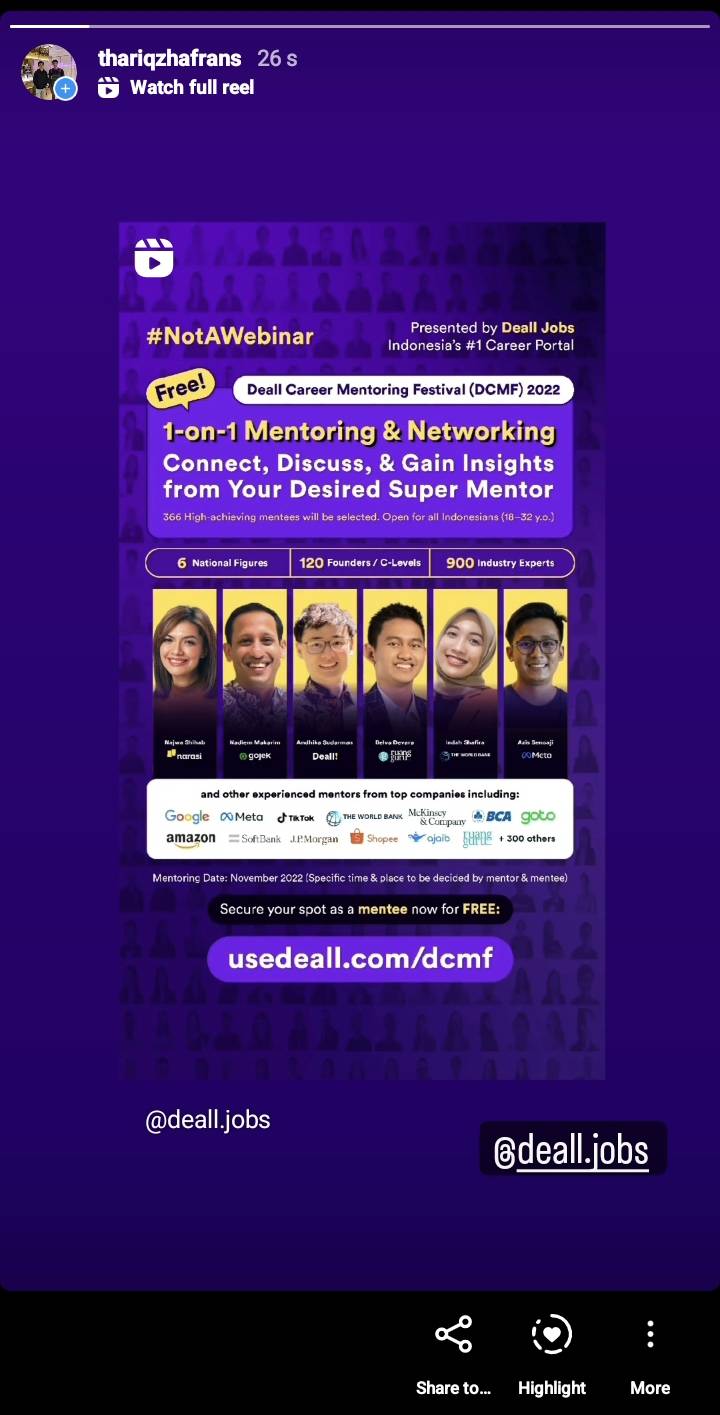 thariqzhafrans 26 s
Watch full reel
#NotAWebinar
Presented by Deall Jobs
Indonesia's #1 Career Portal
Free!
Deall Career Mentoring Festival (DCMF) 2022
1-on-1 Mentoring & Networking
Connect, Discuss, & Gain Insights
from Your Desired Super Mentor
366 High-achieving mentees will be selected. Open for all Indonesians (18–32 y.o.)
6 National Figures
120 Founders / C-Levels
900 Industry Experts
Najwa Shihab
narasi
Nadiem Makarim
gojek
Andhika Sudarman
Deall!
Belva Devara
ruang guru
Indah Shafira
THE WORLD BANK
Azis Senoaji
Meta
and other experienced mentors from top companies including:
Google Meta TikTok THE WORLD BANK McKinsey & Company BCA goto
amazon SoftBank J.P.Morgan Shopee ajaib ruang guru + 300 others
Mentoring Date: November 2022 (Specific time & place to be decided by mentor & mentee)
Secure your spot as a mentee now for FREE:
usedeall.com/dcmf
@deall.jobs
@deall.jobs
Share to...
Highlight
More